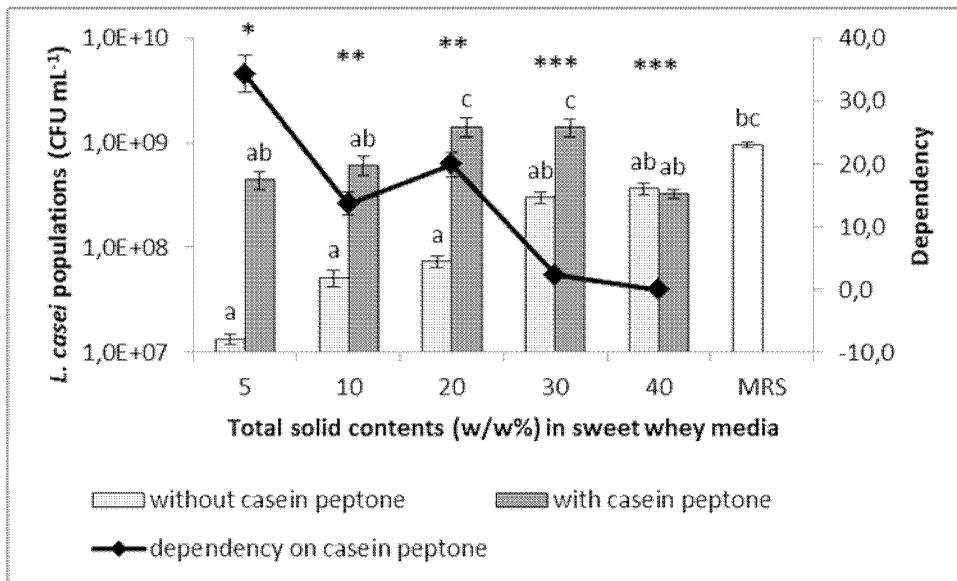 1,0E+10
1,0E+09
1,0E+08
1,0E+07
L. casei populations (CFU mL-1)
40,0
30,0
20,0
10,0
0,0
-10,0
Dependency
* ** ** *** ***
a ab a ab a c ab c ab ab bc
5 10 20 30 40 MRS
Total solid contents (w/w%) in sweet whey media
without casein peptone with casein peptone
dependency on casein peptone